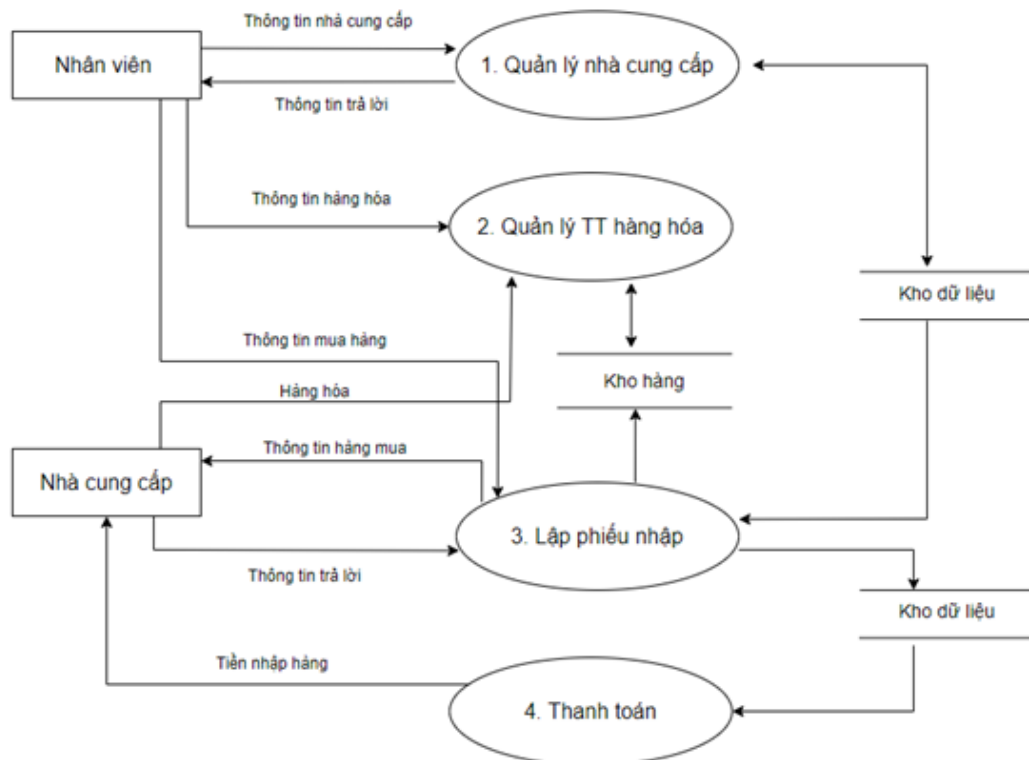 Thông tin nhà cung cấp
Nhân viên
1. Quản lý nhà cung cấp
Thông tin trả lời
Thông tin hàng hóa
2. Quản lý TT hàng hóa
Kho dữ liệu
Thông tin mua hàng
Kho hàng
Hàng hóa
Thông tin hàng mua
Nhà cung cấp
3. Lập phiếu nhập
Thông tin trả lời
Kho dữ liệu
Tiền nhập hàng
4. Thanh toán